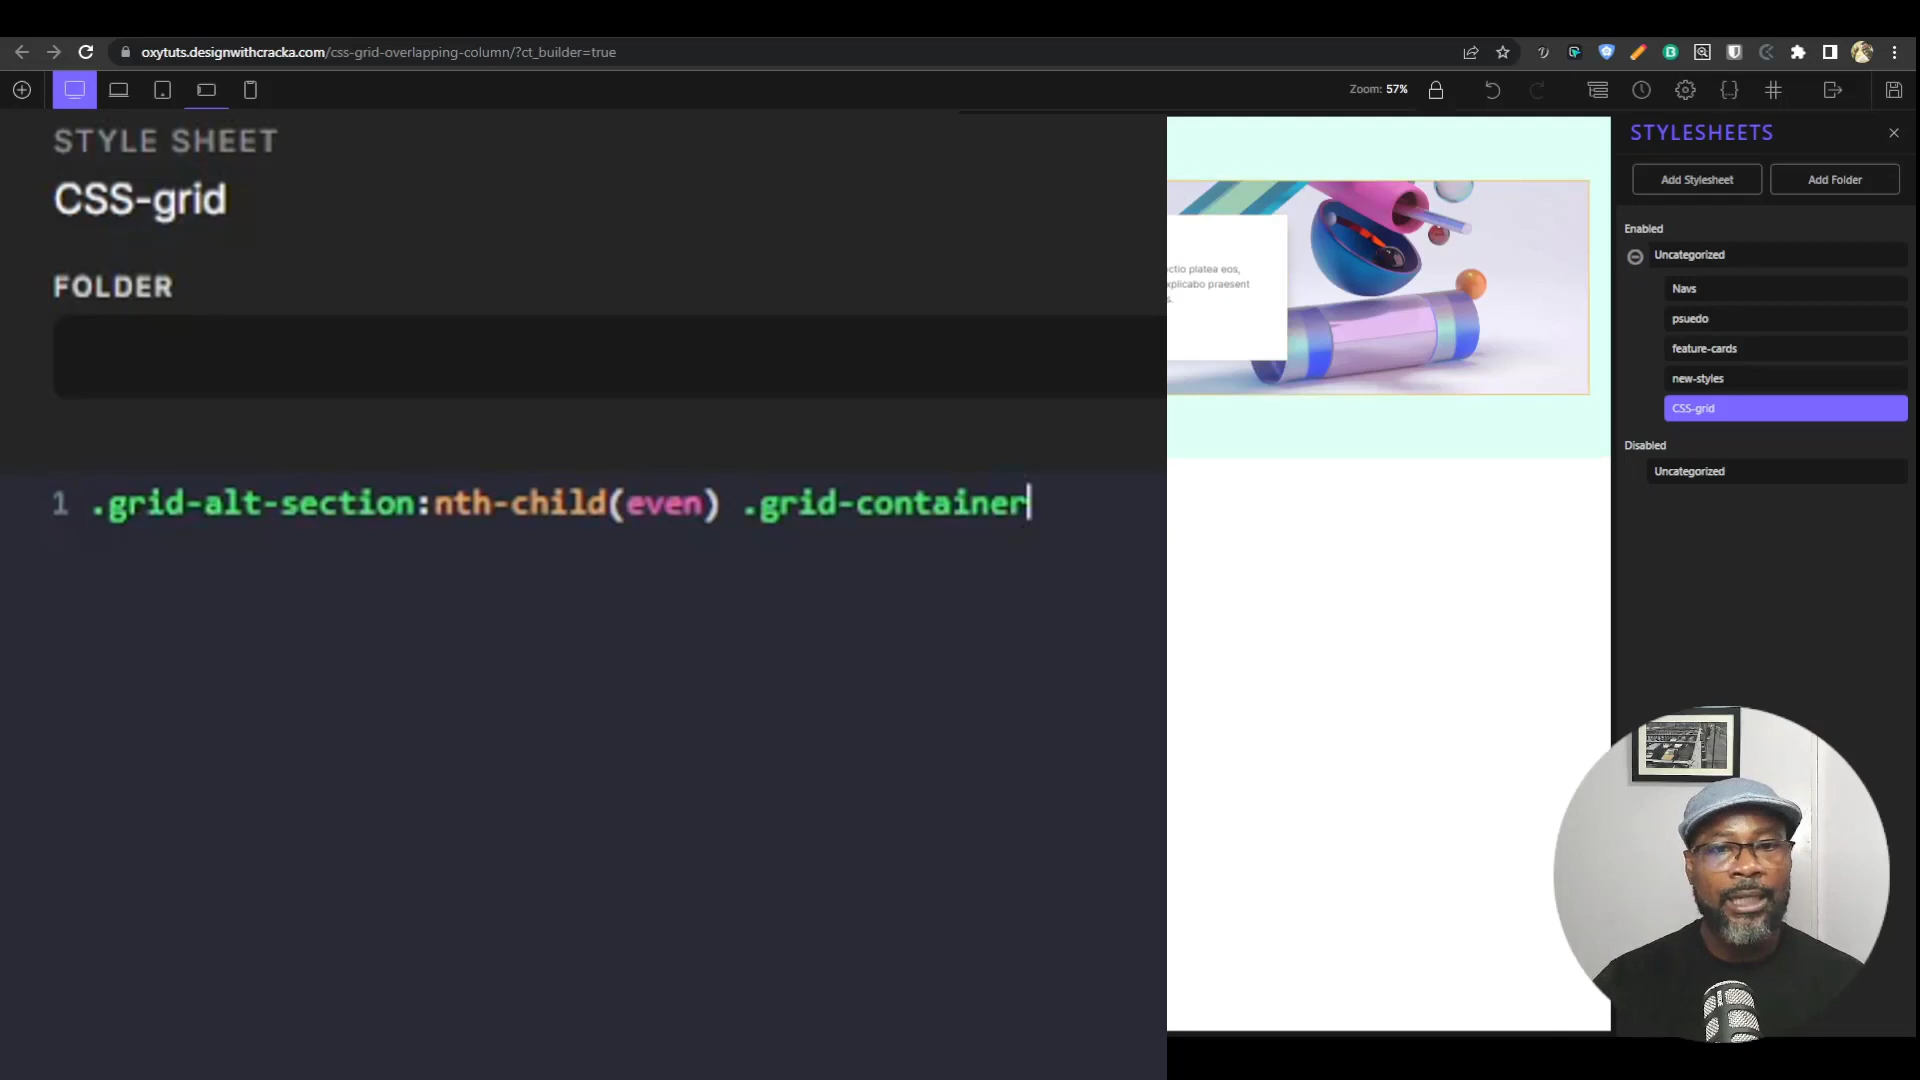 oxytuts.designwithcracka.com/css-grid-overlapping-column/?ct_builder=true
Zoom: 57%
STYLE SHEET
CSS-grid
FOLDER
1 .grid-alt-section:nth-child(even) .grid-container
ctio platea eos,
xplicabo praesent
s.
STYLESHEETS
Add Stylesheet Add Folder
Enabled
Uncategorized
Navs
psuedo
feature-cards
new-styles
CSS-grid
Disabled
Uncategorized